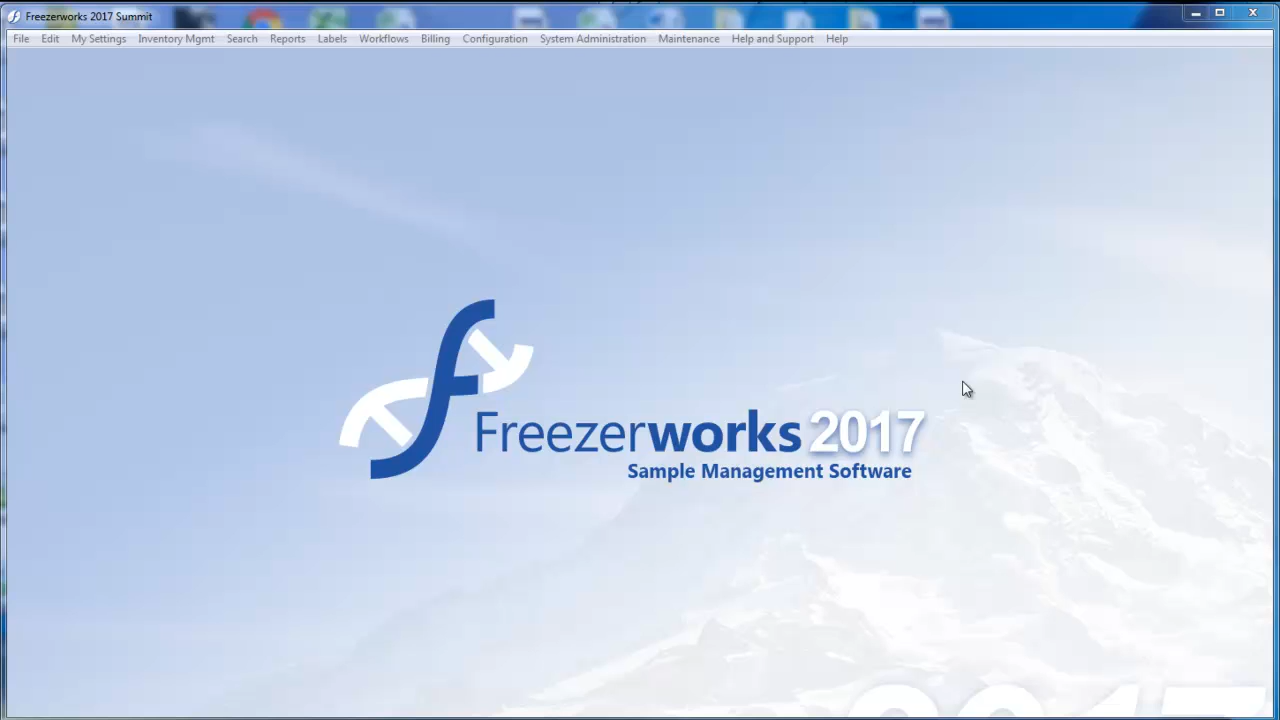 Freezerworks 2017 Summit
File Edit My Settings Inventory Mgmt Search Reports Labels Workflows Billing Configuration System Administration Maintenance Help and Support Help
Freezerworks 2017
Sample Management Software
2017